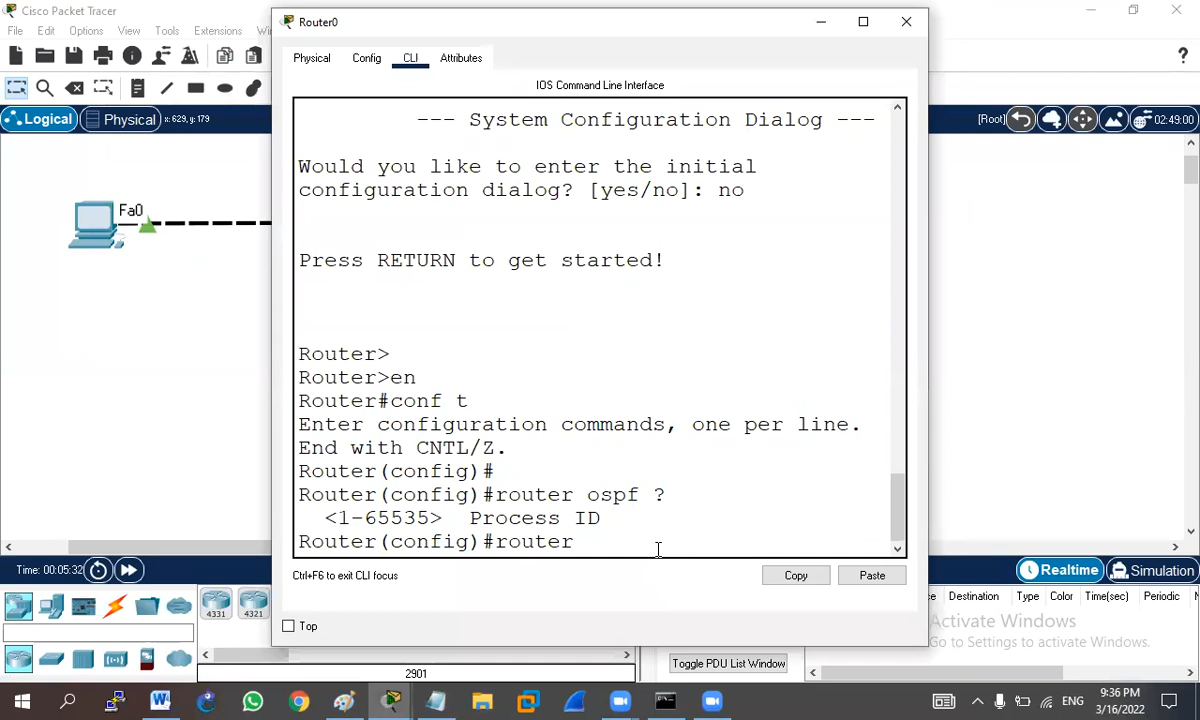 Cisco Packet Tracer
File Edit Options View Tools Extensions Wi
Router0
Physical Config CLI Attributes
IOS Command Line Interface
Logical Physical x: 629, y: 179
[Root] 02:49:00
--- System Configuration Dialog ---
Would you like to enter the initial
configuration dialog? [yes/no]: no
Press RETURN to get started!
Router>
Router>en
Router#conf t
Enter configuration commands, one per line.
End with CNTL/Z.
Router(config)#
Router(config)#router ospf ?
<1-65535> Process ID
Router(config)#router
Fa0
Ctrl+F6 to exit CLI focus
Copy Paste
Top
Time: 00:05:32
Realtime Simulation
4331 4321
2901
Toggle PDU List Window
ce Destination Type Color Time(sec) Periodic N
Activate Windows
Go to Settings to activate Windows.
ENG
9:36 PM
3/16/2022